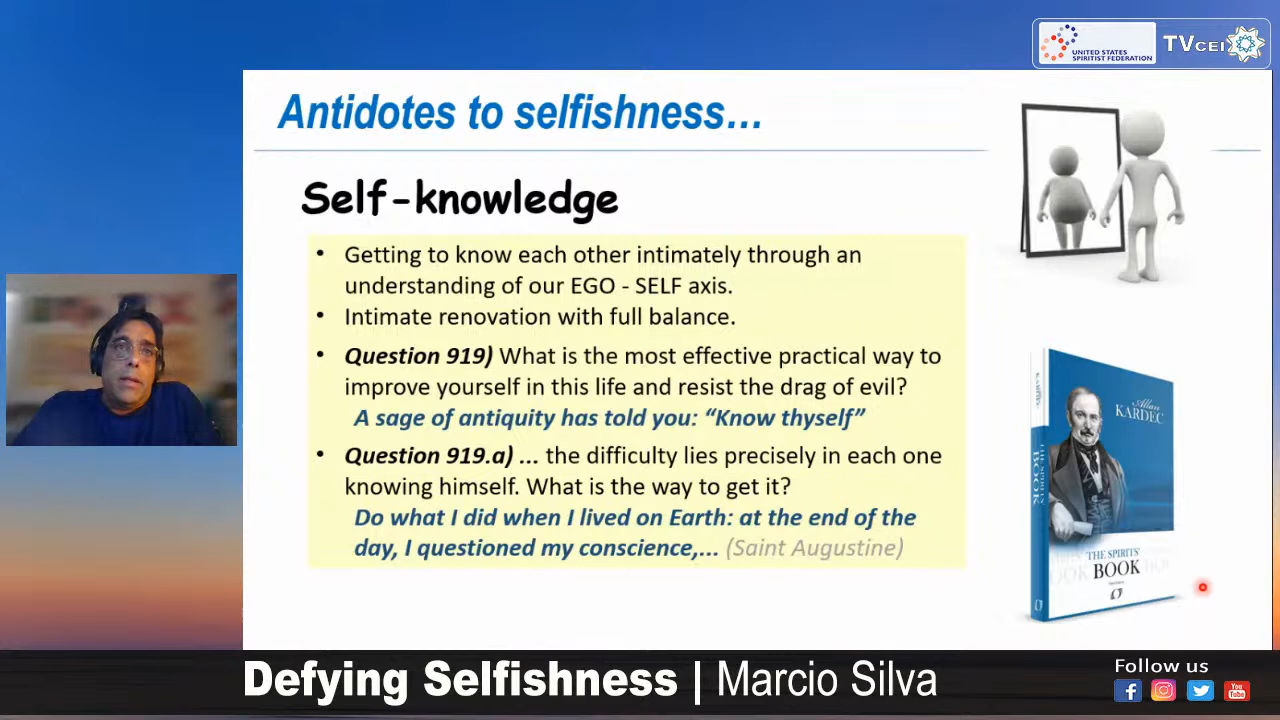 UNITED STATES
SPIRITIST FEDERATION
TVCEI
Antidotes to selfishness...
Self-knowledge
• Getting to know each other intimately through an
understanding of our EGO - SELF axis.
• Intimate renovation with full balance.
• Question 919) What is the most effective practical way to
improve yourself in this life and resist the drag of evil?
A sage of antiquity has told you: “Know thyself”
• Question 919.a) ... the difficulty lies precisely in each one
knowing himself. What is the way to get it?
Do what I did when I lived on Earth: at the end of the
day, I questioned my conscience,... (Saint Augustine)
Allan
KARDEC
THE SPIRITS'
BOOK
Defying Selfishness | Marcio Silva
Follow us
You
Tube